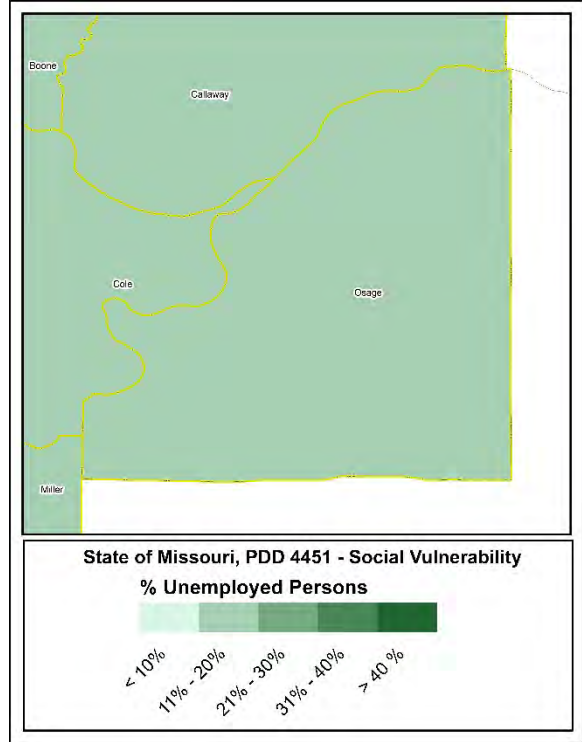 Boone
Callaway
Cole
Osage
Miller
State of Missouri, PDD 4451 - Social Vulnerability
% Unemployed Persons
< 10%
11% - 20%
21% - 30%
31% - 40%
> 40 %